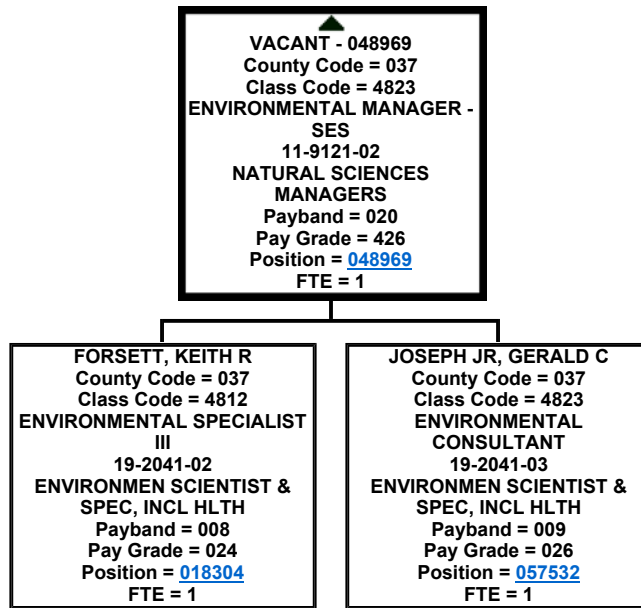 VACANT - 048969
County Code = 037
Class Code = 4823
ENVIRONMENTAL MANAGER -
SES
11-9121-02
NATURAL SCIENCES
MANAGERS
Payband = 020
Pay Grade = 426
Position = 048969
FTE = 1
FORSETT, KEITH R
County Code = 037
Class Code = 4812
ENVIRONMENTAL SPECIALIST
III
19-2041-02
ENVIRONMEN SCIENTIST &
SPEC, INCL HLTH
Payband = 008
Pay Grade = 024
Position = 018304
FTE = 1
JOSEPH JR, GERALD C
County Code = 037
Class Code = 4823
ENVIRONMENTAL
CONSULTANT
19-2041-03
ENVIRONMEN SCIENTIST &
SPEC, INCL HLTH
Payband = 009
Pay Grade = 026
Position = 057532
FTE = 1